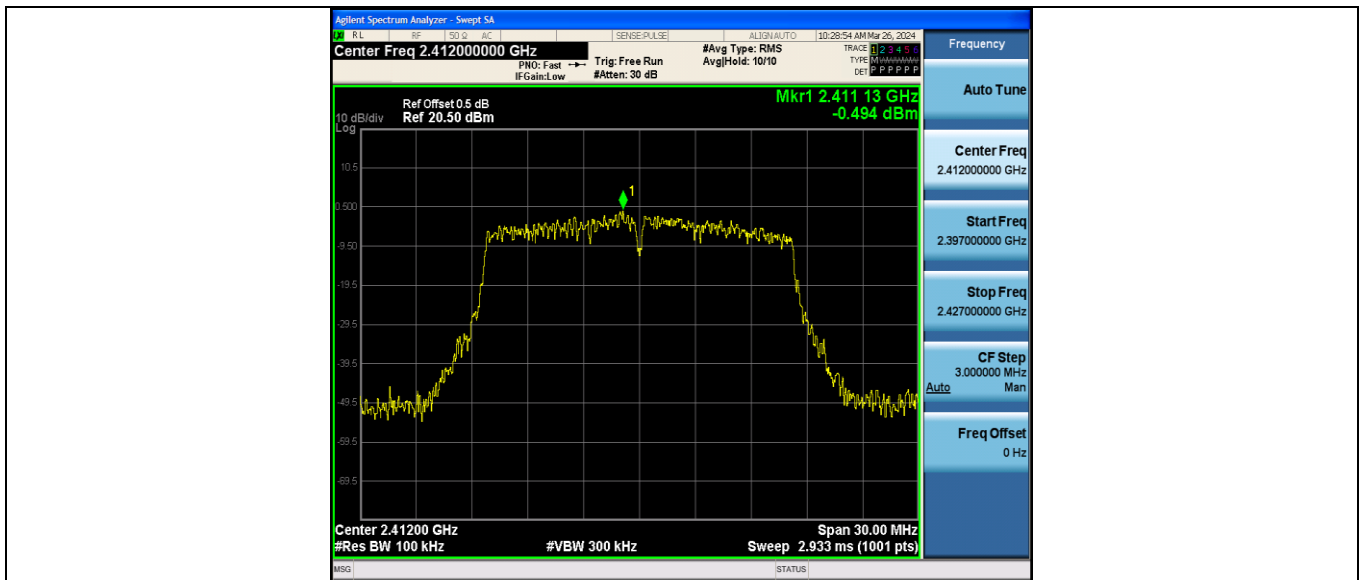 Agilent Spectrum Analyzer - Swept SA
RL RF 50 Ω AC SENSE:PULSE ALIGNAUTO 10:28:54 AM Mar 26, 2024
Center Freq 2.412000000 GHz
PNO: Fast
IFGain:Low
Trig: Free Run
#Atten: 30 dB
#Avg Type: RMS
Avg|Hold: 10/10
TRACE 1 2 3 4 5 6
TYPE M
DET P P P P P P
Mkr1 2.411 13 GHz
-0.494 dBm
Ref Offset 0.5 dB
10 dB/div Ref 20.50 dBm
Log
10.5
0.500
-9.50
-19.5
-29.5
-39.5
-49.5
-59.5
-69.5
1
Center 2.41200 GHz Span 30.00 MHz
#Res BW 100 kHz #VBW 300 kHz Sweep 2.933 ms (1001 pts)
MSG STATUS
Frequency
Auto Tune
Center Freq
2.412000000 GHz
Start Freq
2.397000000 GHz
Stop Freq
2.427000000 GHz
CF Step
3.000000 MHz
Auto Man
Freq Offset
0 Hz